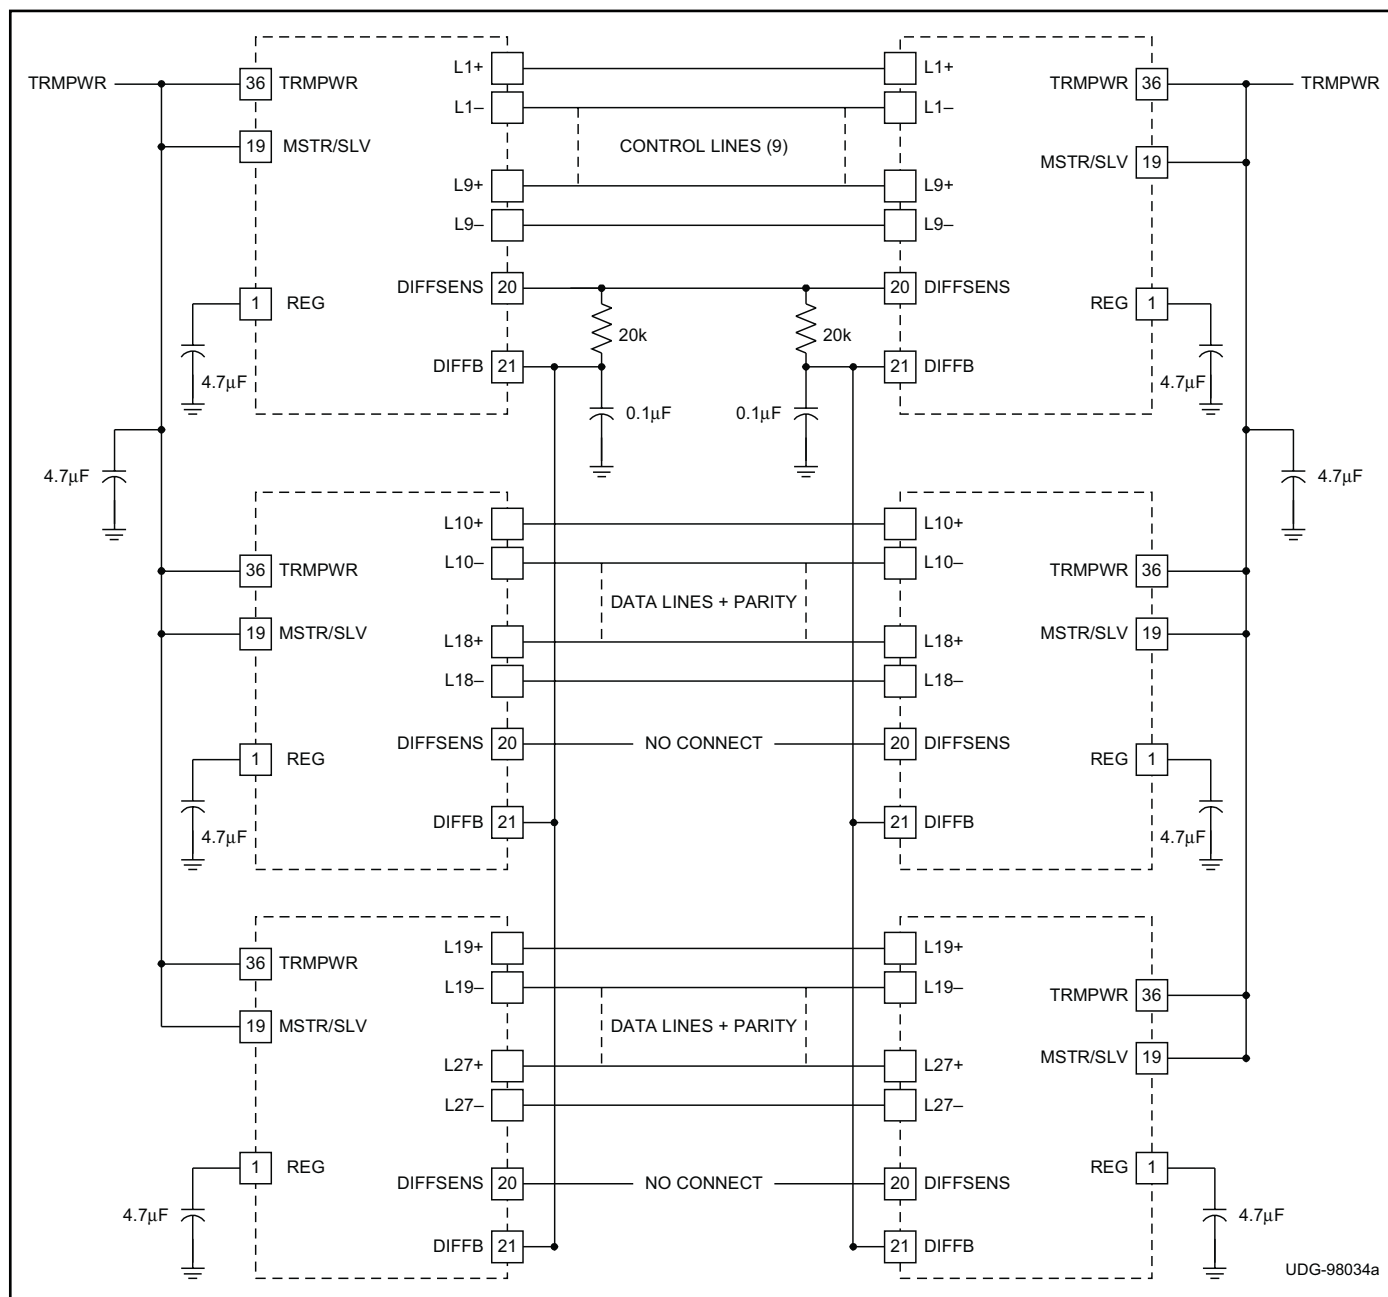 L1+ L1+
TRMPWR 36 TRMPWR TRMPWR 36 TRMPWR
L1– L1–
19 MSTR/SLV CONTROL LINES (9) MSTR/SLV 19
L9+ L9+
L9– L9–
DIFFSENS 20 20 DIFFSENS
1 REG REG 1
20k 20k
DIFFB 21 21 DIFFB
4.7µF 4.7µF
0.1µF 0.1µF
4.7µF 4.7µF
L10+ L10+
L10– L10–
36 TRMPWR TRMPWR 36
DATA LINES + PARITY
19 MSTR/SLV MSTR/SLV 19
L18+ L18+
L18– L18–
DIFFSENS 20 NO CONNECT 20 DIFFSENS
1 REG REG 1
DIFFB 21 21 DIFFB
4.7µF 4.7µF
L19+ L19+
36 TRMPWR
L19– L19–
TRMPWR 36
19 MSTR/SLV DATA LINES + PARITY
MSTR/SLV 19
L27+ L27+
L27– L27–
1 REG REG 1
DIFFSENS 20 NO CONNECT 20 DIFFSENS
4.7µF 4.7µF
DIFFB 21 21 DIFFB
UDG-98034a